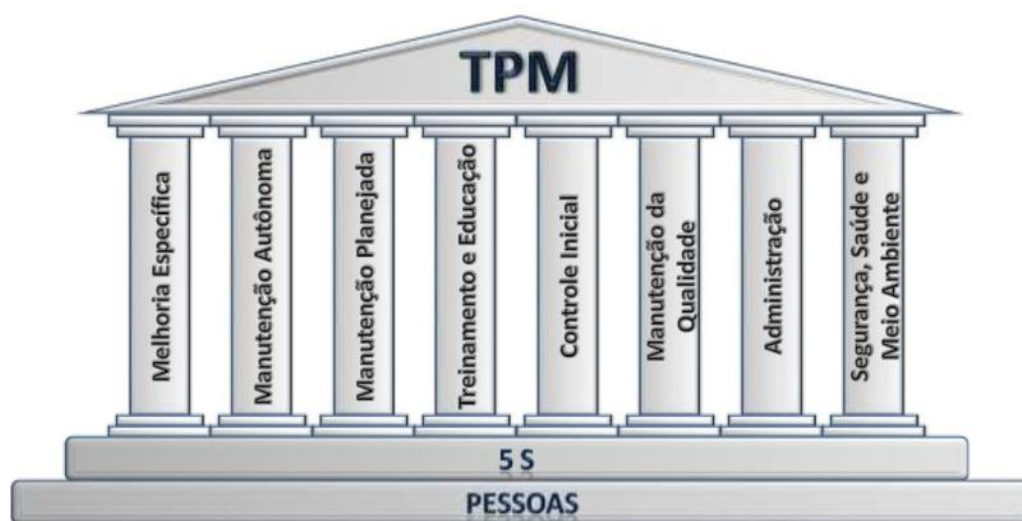 TPM
Melhoria Específica
Manutenção Autônoma
Manutenção Planejada
Treinamento e Educação
Controle Inicial
Manutenção da
Qualidade
Administração
Segurança, Saúde e
Meio Ambiente
5 S
PESSOAS